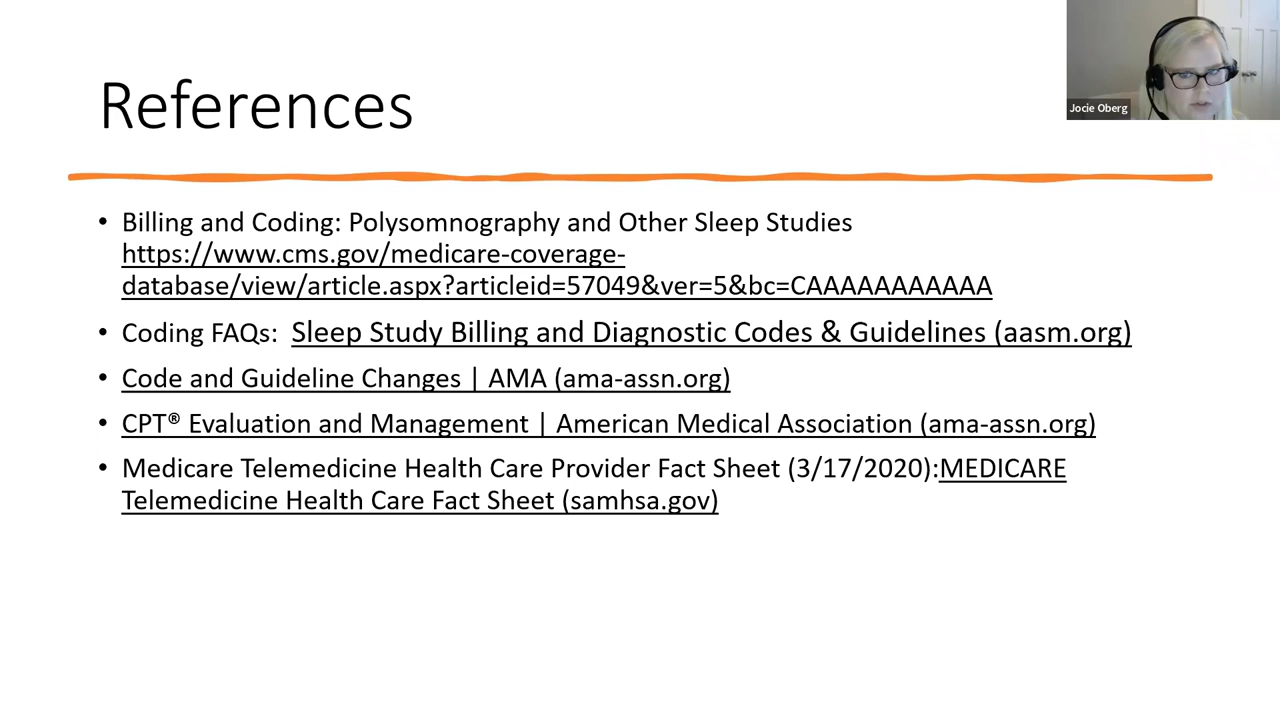 References
Jocie Oberg
• Billing and Coding: Polysomnography and Other Sleep Studies
https://www.cms.gov/medicare-coverage-
database/view/article.aspx?articleid=57049&ver=5&bc=CAAAAAAAAAAA
• Coding FAQs: Sleep Study Billing and Diagnostic Codes & Guidelines (aasm.org)
• Code and Guideline Changes | AMA (ama-assn.org)
• CPT® Evaluation and Management | American Medical Association (ama-assn.org)
• Medicare Telemedicine Health Care Provider Fact Sheet (3/17/2020):MEDICARE
Telemedicine Health Care Fact Sheet (samhsa.gov)